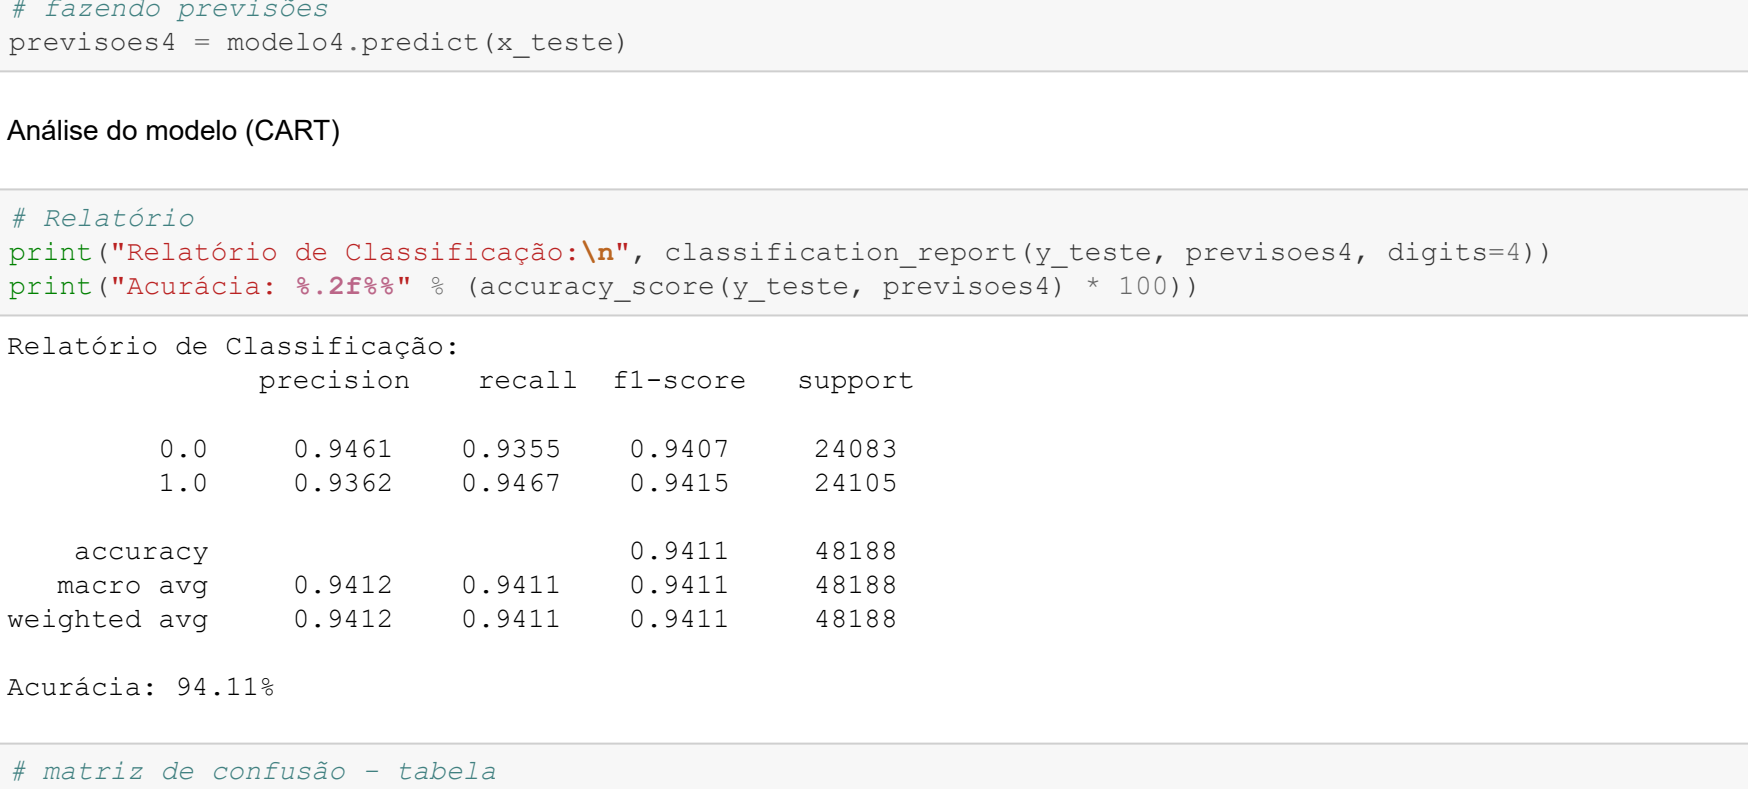 # fazendo previsões
previsoes4 = modelo4.predict(x_teste)
Análise do modelo (CART)
# Relatório
print("Relatório de Classificação:\n", classification_report(y_teste, previsoes4, digits=4))
print("Acurácia: %.2f%%" % (accuracy_score(y_teste, previsoes4) * 100))
Relatório de Classificação:
precision recall f1-score support
0.0 0.9461 0.9355 0.9407 24083
1.0 0.9362 0.9467 0.9415 24105
accuracy 0.9411 48188
macro avg 0.9412 0.9411 0.9411 48188
weighted avg 0.9412 0.9411 0.9411 48188
Acurácia: 94.11%
# matriz de confusão - tabela